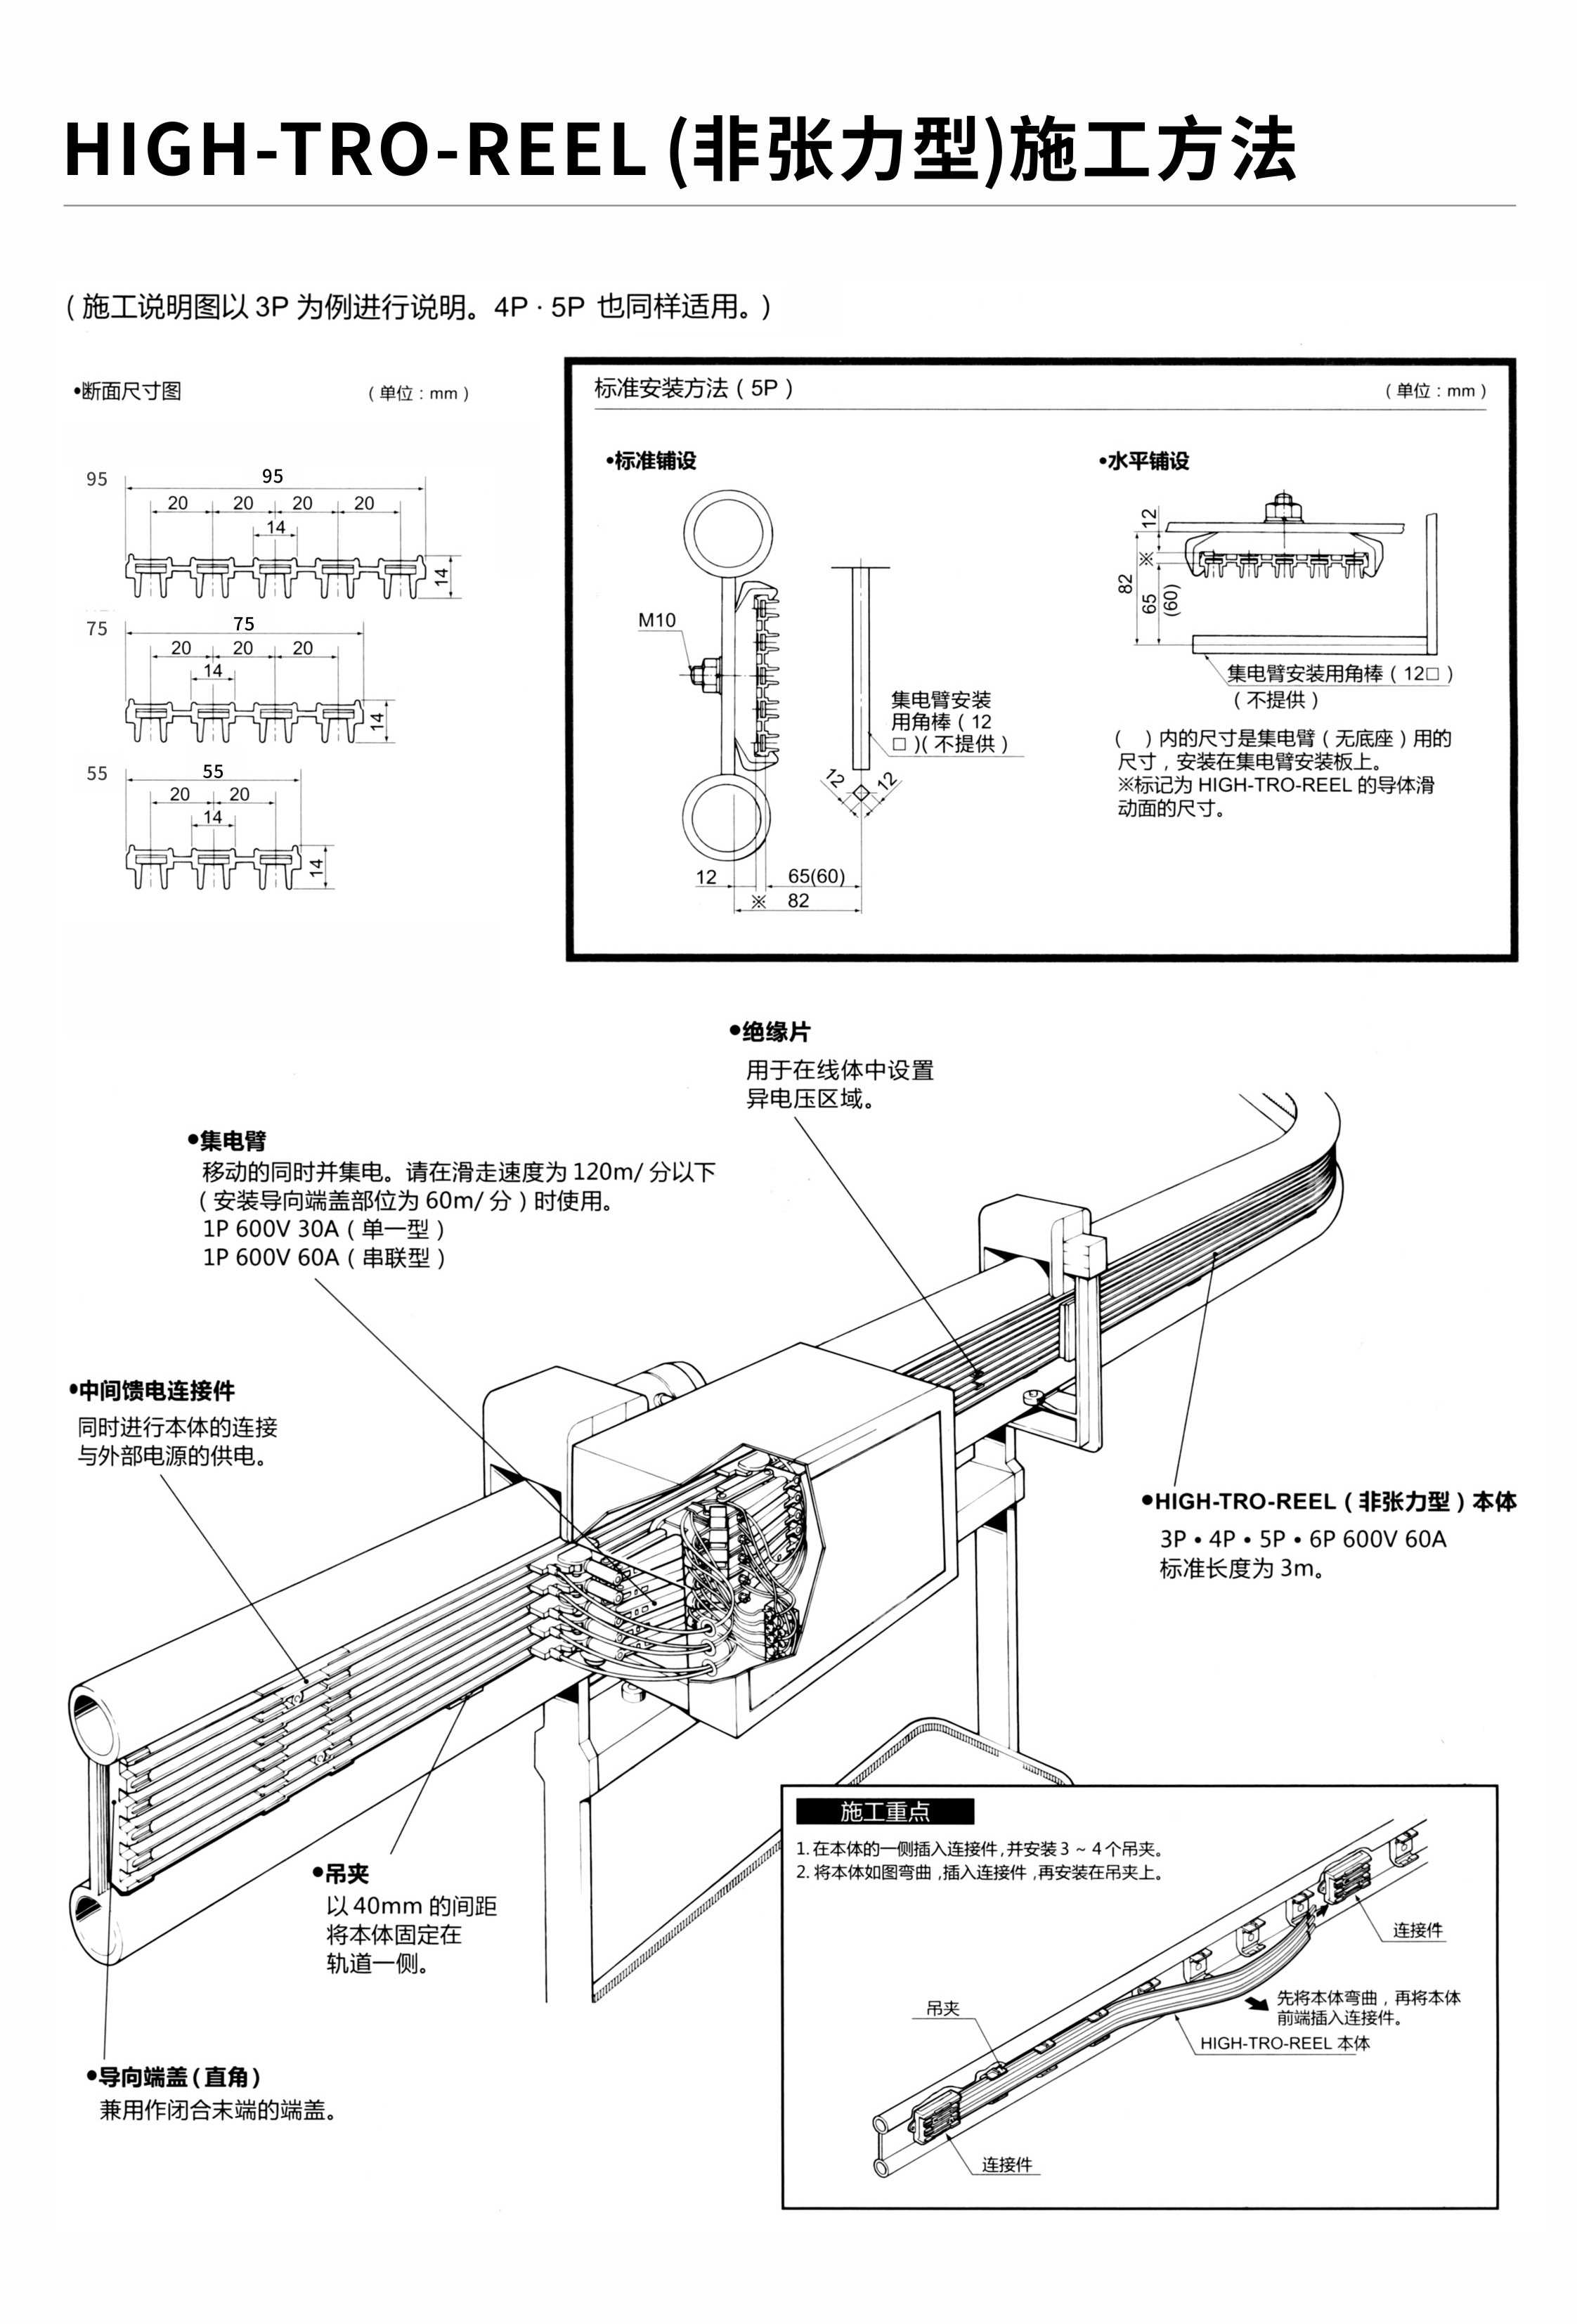 HIGH-TRO-REEL (非张力型)施工方法
(施工说明图以 3P 为例进行说明。4P · 5P 也同样适用。)
•断面尺寸图
(单位:mm)
95
95
20
20
20
20
14
14
75
75
20
20
20
14
14
55
55
20
20
14
14
标准安装方法(5P)
(单位:mm)
•标准铺设
M10
集电臂安装
用角棒(12
□)(不提供)
12
12
12
65(60)
※
82
•水平铺设
12
※
82
65
(60)
集电臂安装用角棒(12□)
(不提供)
( )内的尺寸是集电臂(无底座)用的
尺寸,安装在集电臂安装板上。
※标记为 HIGH-TRO-REEL 的导体滑
动面的尺寸。
•绝缘片
用于在线体中设置
异电压区域。
•集电臂
移动的同时并集电。请在滑走速度为 120m/ 分以下
(安装导向端盖部位为 60m/ 分)时使用。
1P 600V 30A(单一型)
1P 600V 60A(串联型)
•中间馈电连接件
同时进行本体的连接
与外部电源的供电。
•HIGH-TRO-REEL(非张力型)本体
3P • 4P • 5P • 6P 600V 60A
标准长度为 3m。
•吊夹
以 40mm 的间距
将本体固定在
轨道一侧。
•导向端盖(直角)
兼用作闭合末端的端盖。
施工重点
1. 在本体的一侧插入连接件,并安装 3 ~ 4 个吊夹。
2. 将本体如图弯曲,插入连接件,再安装在吊夹上。
连接件
吊夹
先将本体弯曲,再将本体
前端插入连接件。
HIGH-TRO-REEL 本体
连接件